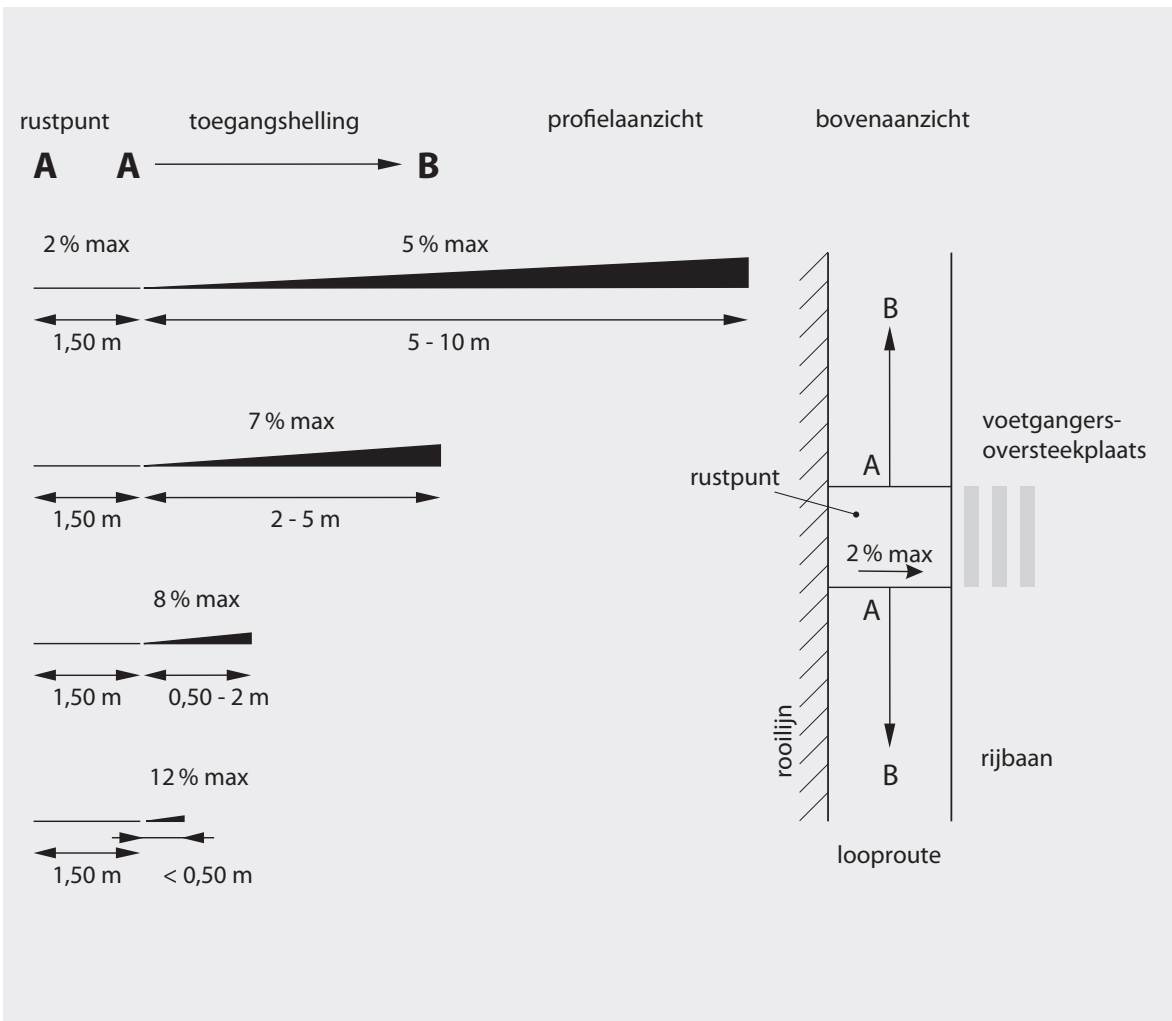 rustpunt
toegangshelling
profielaanzicht
bovenaanzicht
A
A
B
2 % max
5 % max
1,50 m
5 - 10 m
7 % max
1,50 m
2 - 5 m
8 % max
1,50 m
0,50 - 2 m
12 % max
1,50 m
< 0,50 m
B
voetgangers-
oversteekplaats
A
rustpunt
2 % max
A
rooilijn
B
rijbaan
looproute